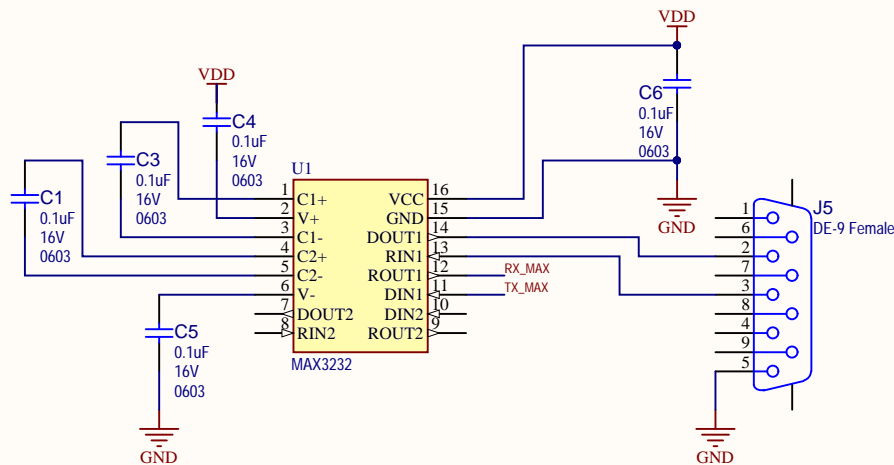 VDD
C6
0.1uF
16V
0603
GND
VDD
C4
0.1uF
16V
0603
C3
0.1uF
16V
0603
C1
0.1uF
16V
0603
U1
1 C1+ VCC 16
2 V+ GND 15
3 C1- DOUT1 14
4 C2+ RIN1 13
5 C2- ROUT1 12 RX_MAX
6 V- DIN1 11 TX_MAX
7 DOUT2 DIN2 10
8 RIN2 ROUT2 9
MAX3232
C5
0.1uF
16V
0603
GND
J5
DE-9 Female
1
6
2
7
3
8
4
9
5
GND